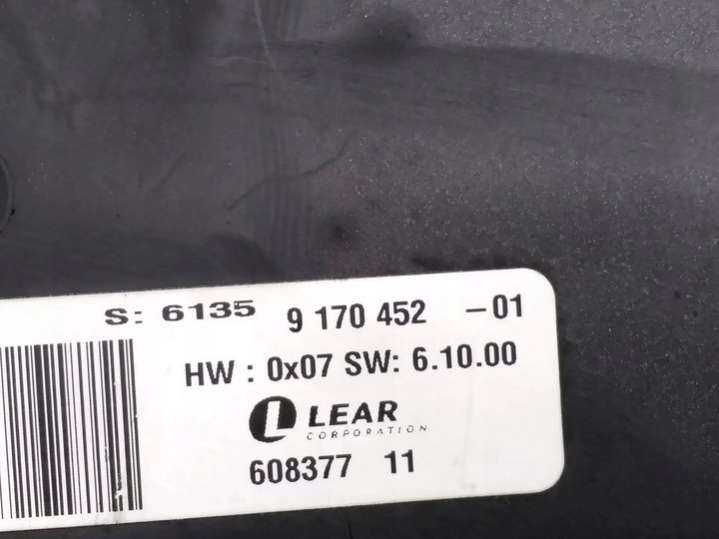 S: 6135 9 170 452 -01
HW : 0x07 SW: 6.10.00
LEAR
CORPORATION
608377 11